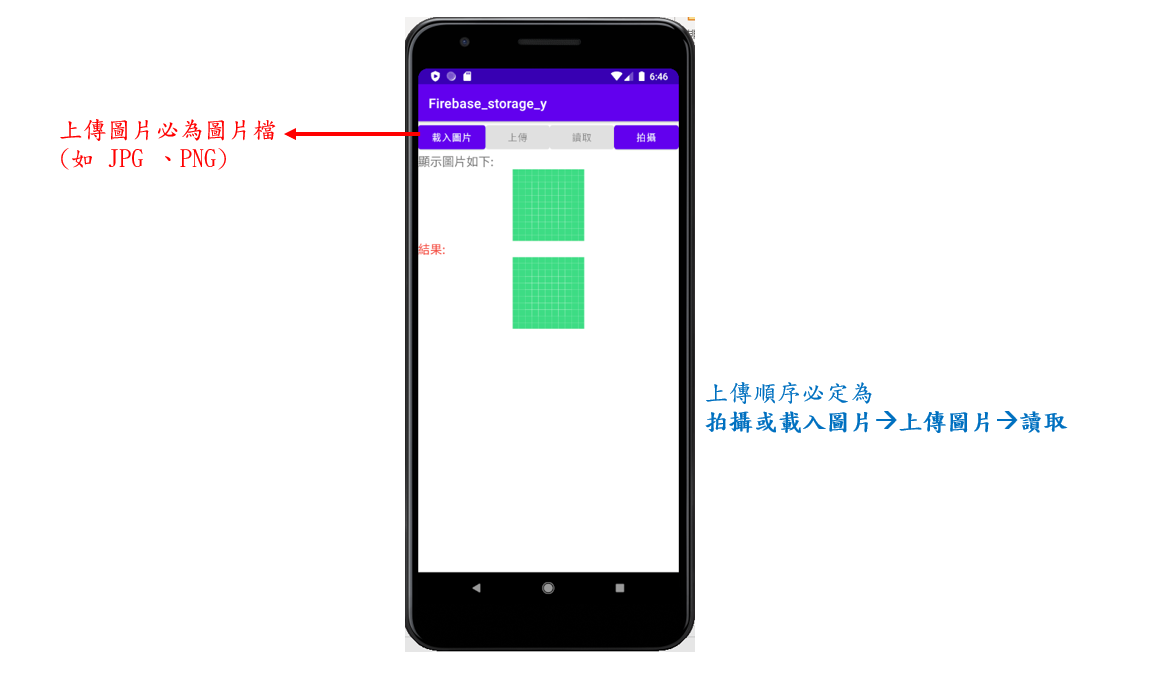 6:46
Firebase_storage_y
上傳圖片必為圖片檔
(如 JPG 、PNG)
載入圖片 上傳 讀取 拍攝
顯示圖片如下:
結果:
上傳順序必定為
拍攝或載入圖片→上傳圖片→讀取